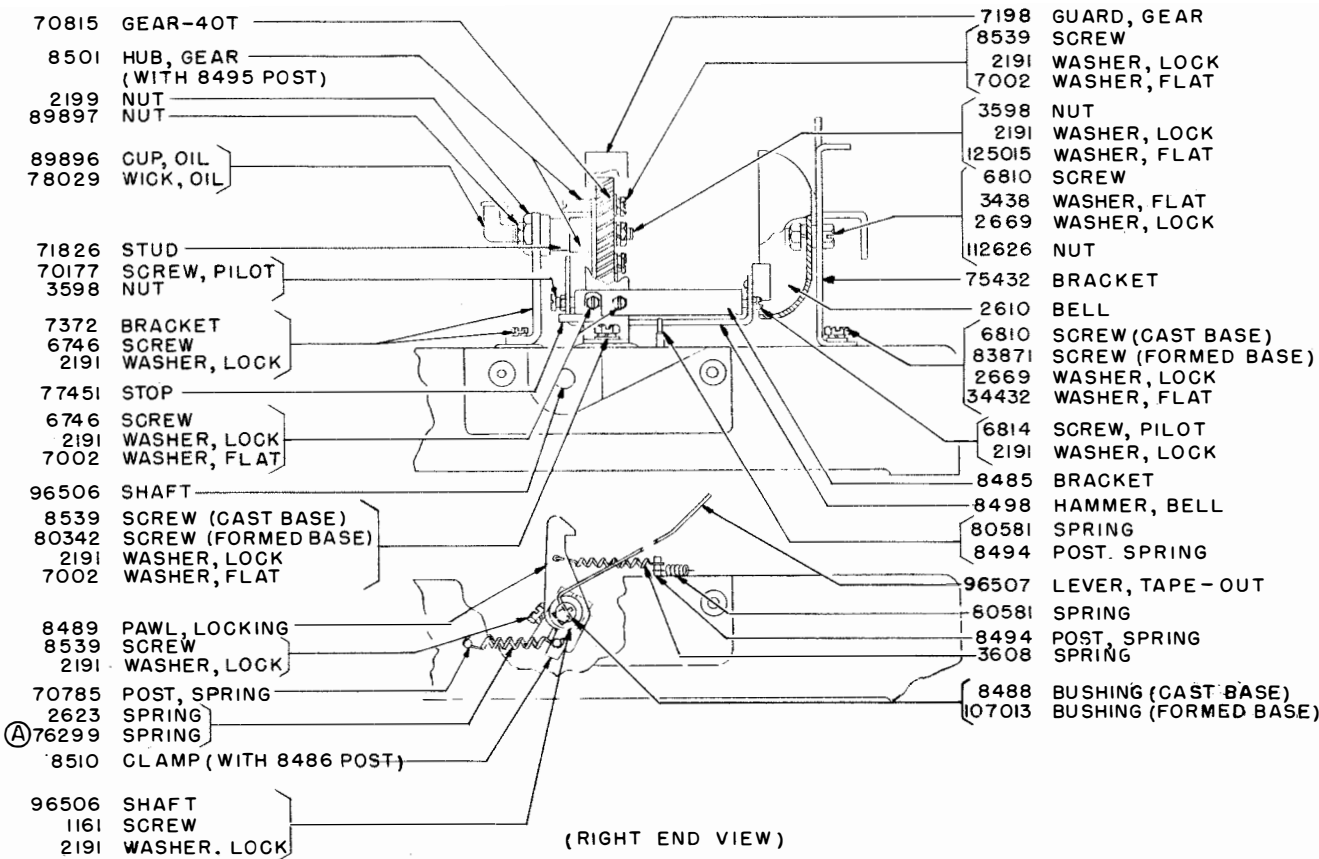 70815 GEAR-40T
8501 HUB, GEAR
(WITH 8495 POST)
2199 NUT
89897 NUT
89896 CUP, OIL
78029 WICK, OIL
71826 STUD
70177 SCREW, PILOT
3598 NUT
7372 BRACKET
6746 SCREW
2191 WASHER, LOCK
77451 STOP
6746 SCREW
2191 WASHER, LOCK
7002 WASHER, FLAT
96506 SHAFT
8539 SCREW (CAST BASE)
80342 SCREW (FORMED BASE)
2191 WASHER, LOCK
7002 WASHER, FLAT
8489 PAWL, LOCKING
8539 SCREW
2191 WASHER, LOCK
70785 POST, SPRING
2623 SPRING
A 76299 SPRING
8510 CLAMP (WITH 8486 POST)
96506 SHAFT
1161 SCREW
2191 WASHER. LOCK
7198 GUARD, GEAR
8539 SCREW
2191 WASHER, LOCK
7002 WASHER, FLAT
3598 NUT
2191 WASHER, LOCK
125015 WASHER, FLAT
6810 SCREW
3438 WASHER, FLAT
2669 WASHER, LOCK
112626 NUT
75432 BRACKET
2610 BELL
6810 SCREW (CAST BASE)
83871 SCREW (FORMED BASE)
2669 WASHER, LOCK
34432 WASHER, FLAT
6814 SCREW, PILOT
2191 WASHER, LOCK
8485 BRACKET
8498 HAMMER, BELL
80581 SPRING
8494 POST. SPRING
96507 LEVER, TAPE-OUT
80581 SPRING
8494 POST, SPRING
3608 SPRING
8488 BUSHING (CAST BASE)
107013 BUSHING (FORMED BASE)
(RIGHT END VIEW)